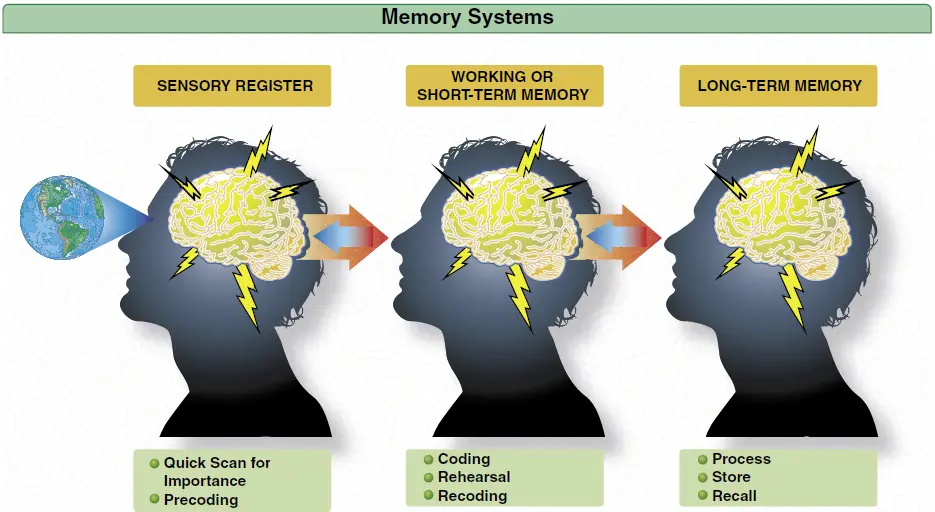 Memory Systems
SENSORY REGISTER
WORKING OR
SHORT-TERM MEMORY
LONG-TERM MEMORY
Quick Scan for
Importance
Precoding
Coding
Rehearsal
Recoding
Process
Store
Recall